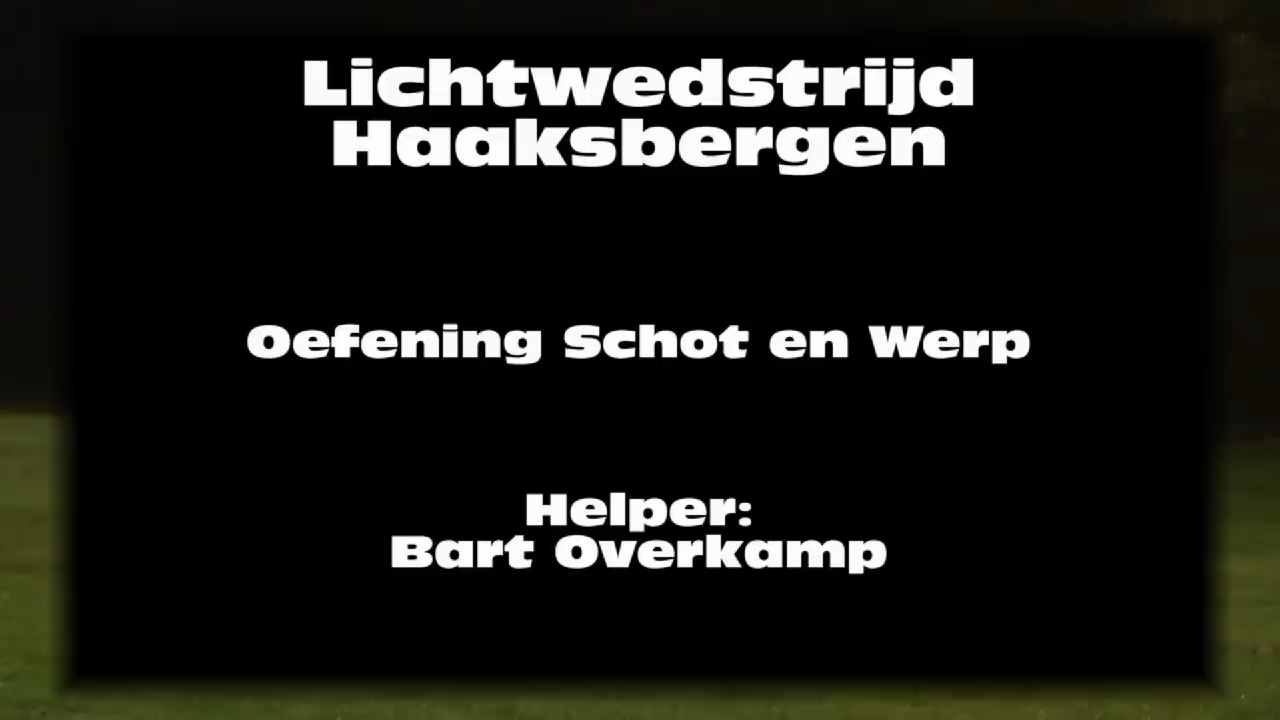 Lichtwedstrijd
Haaksbergen
Oefening Schot en Werp
Helper:
Bart Overkamp